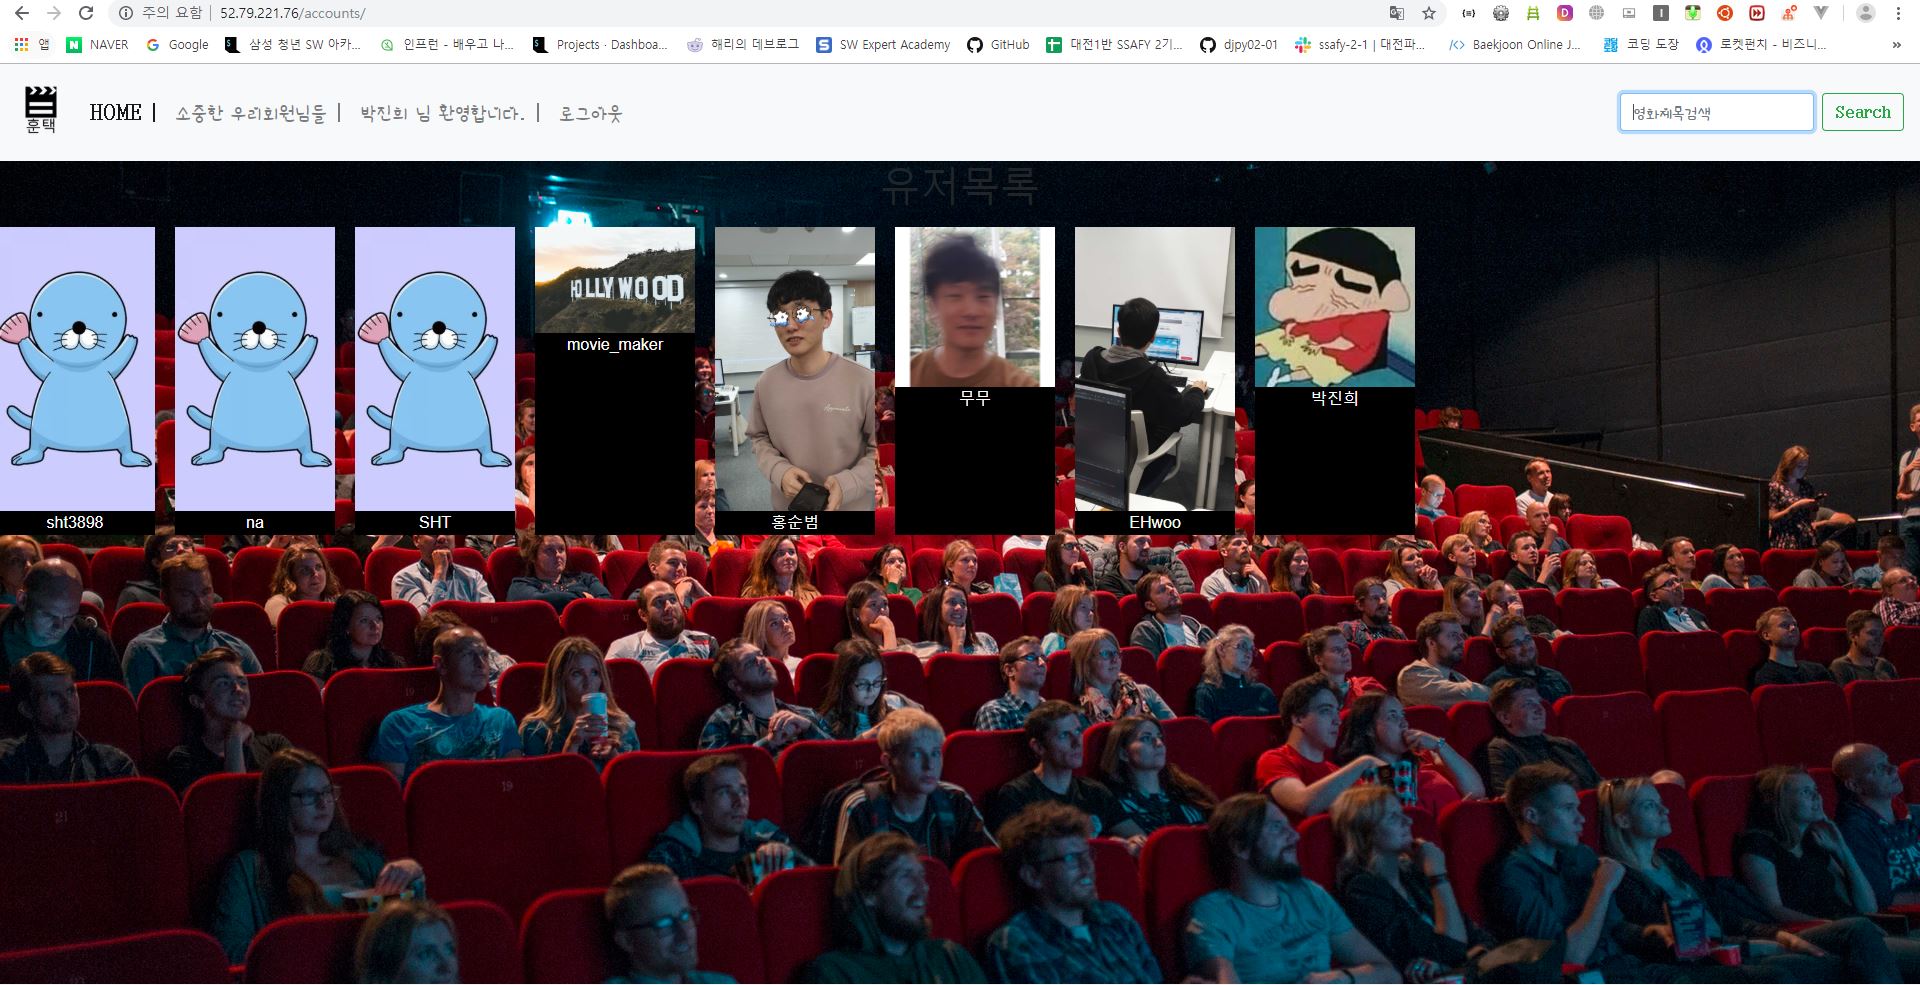 주의 요함 | 52.79.221.76/accounts/
앱 NAVER Google 삼성 청년 SW 아카... 인프런 - 배우고 나... Projects · Dashboa... 해리의 데브로그 SW Expert Academy GitHub 대전1반 SSAFY 2기... djpy02-01 ssafy-2-1 | 대전파... Baekjoon Online J... 코딩 도장 로켓펀치 - 비즈니... »
훈택
HOME | 소중한 우리회원님들 | 박진희 님 환영합니다. | 로그아웃 영화제목검색 Search
유저목록
HOLLYWOOD
movie_maker
무무
박진희
sht3898 na SHT 홍순범 EHwoo
19
17
21